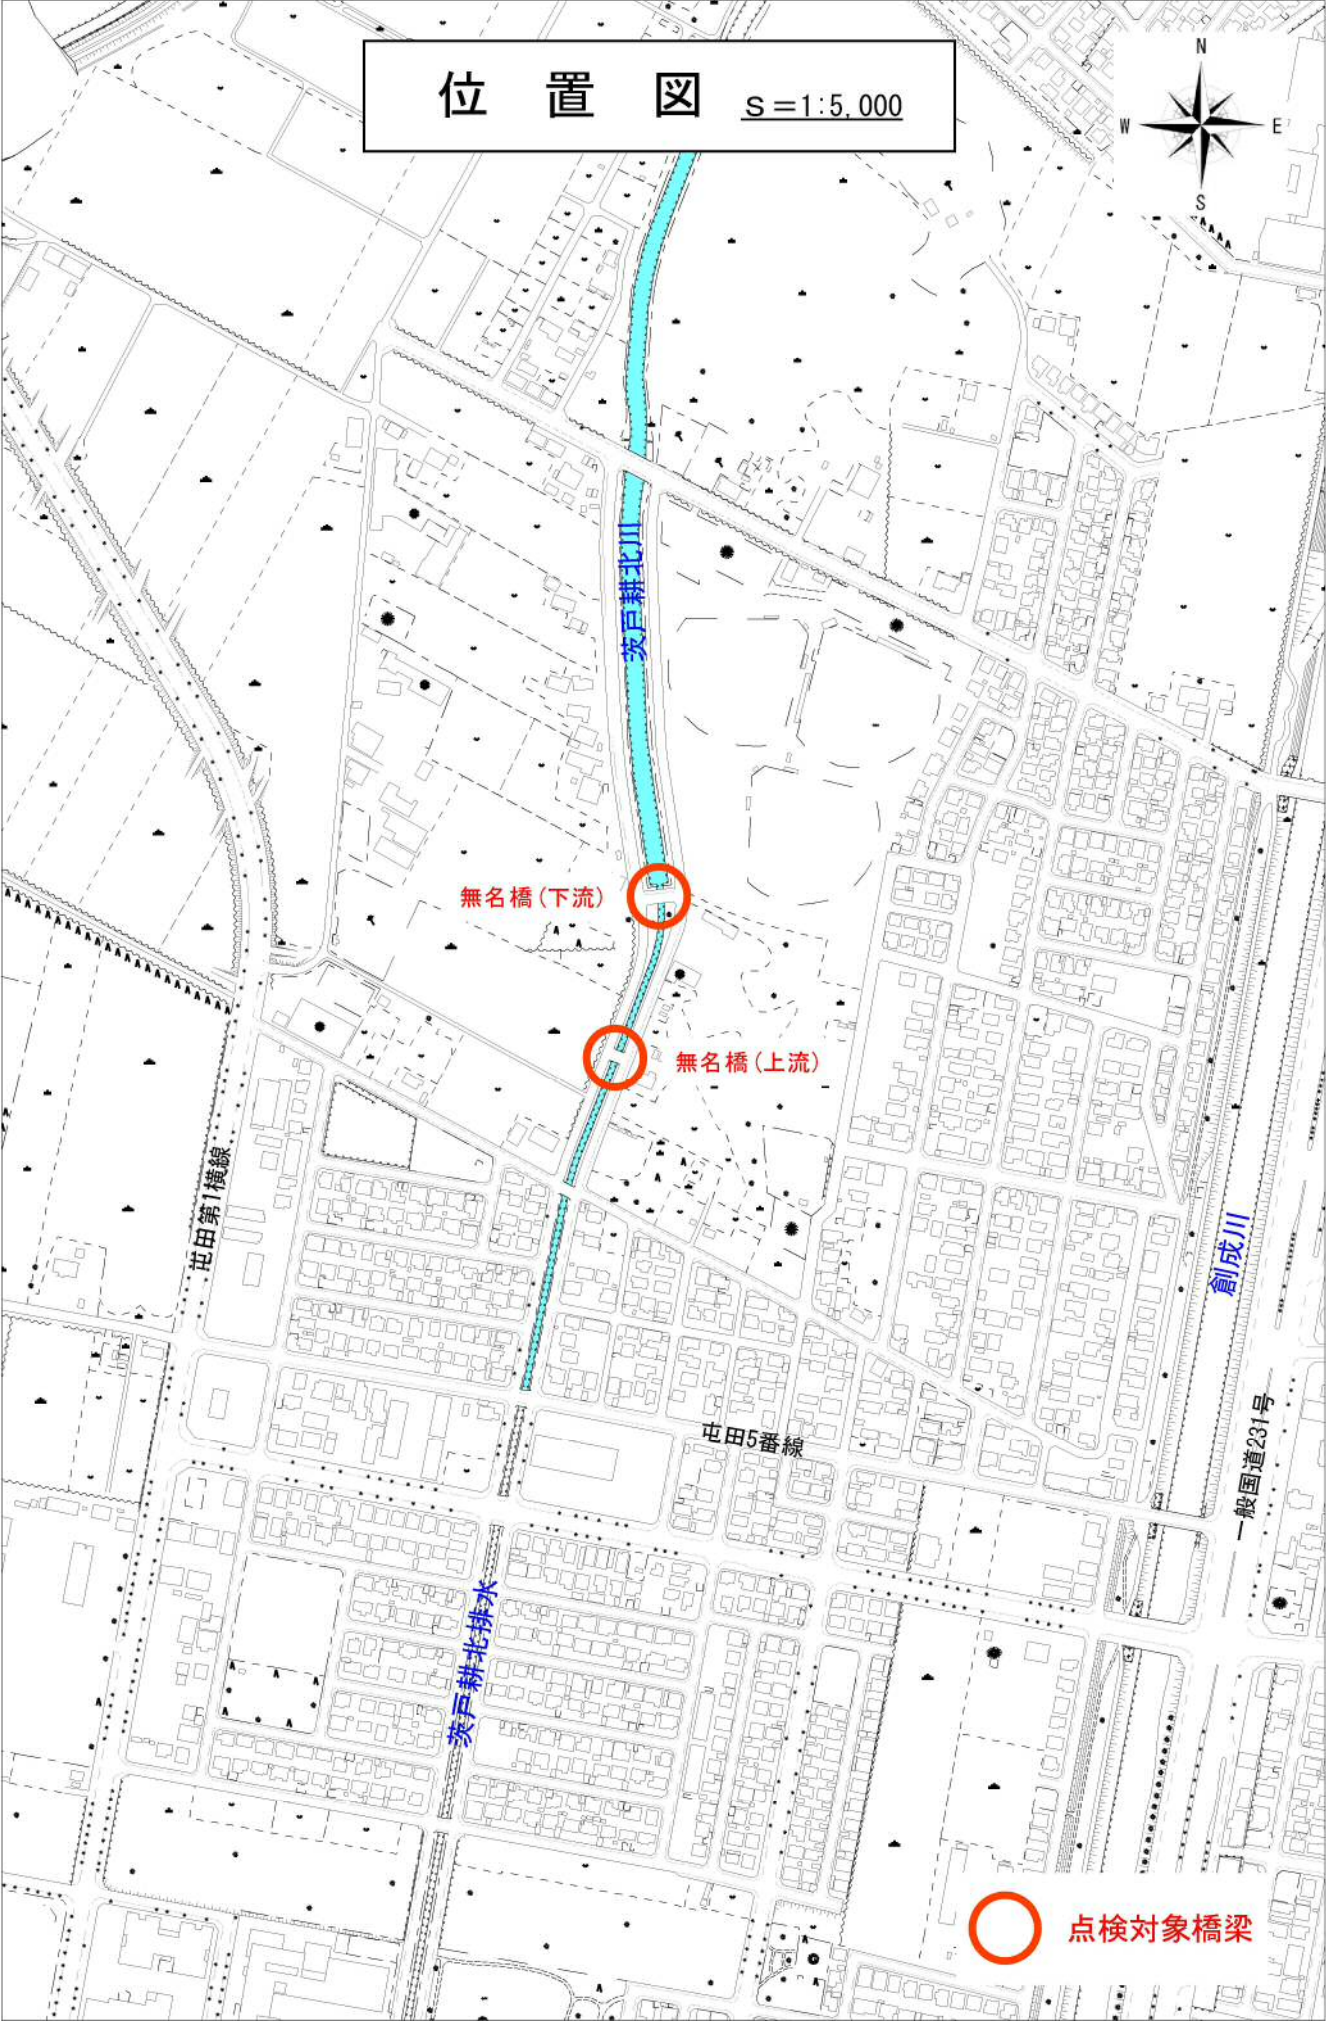 位置図 S=1:5,000
N
W
E
S
茨戸耕北川
無名橋(下流)
無名橋(上流)
屯田第1横線
創成川
屯田5番線
一般国道231号
茨戸耕北排水
点検対象橋梁